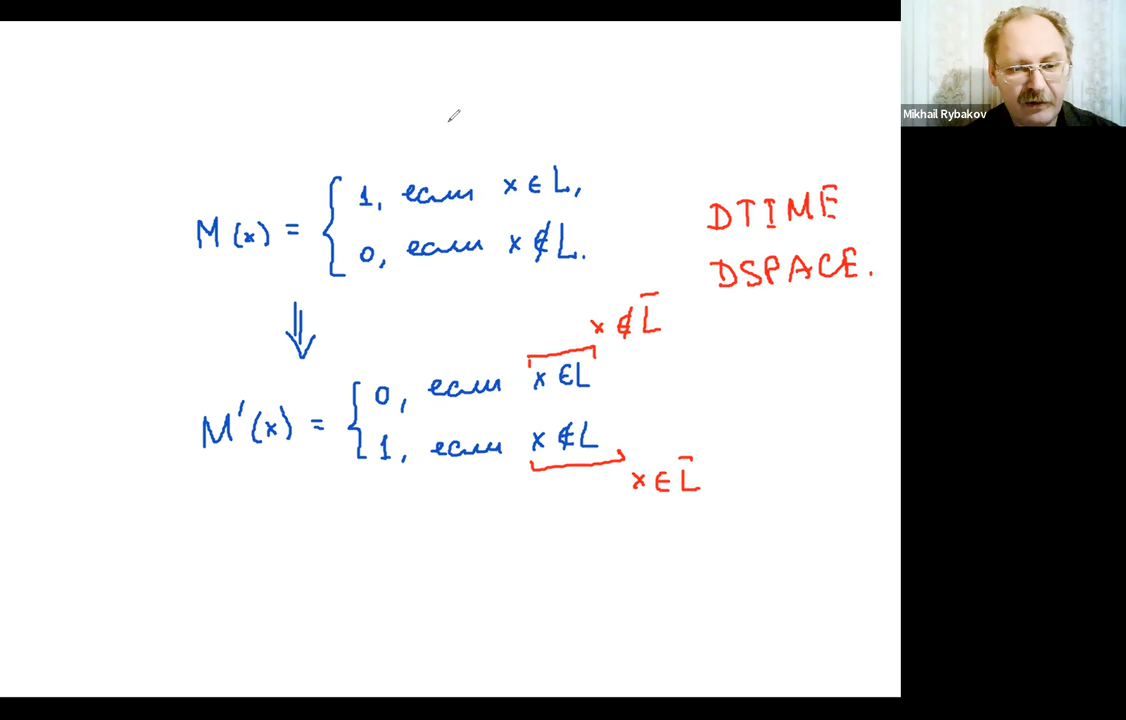 Mikhail Rybakov
M(x) = { 1, если x ∈ L,
0, если x ∉ L.
DTIME
DSPACE.
⇓
x ∉ L̄
M'(x) = { 0, если x ∈ L
1, если x ∉ L
x ∈ L̄